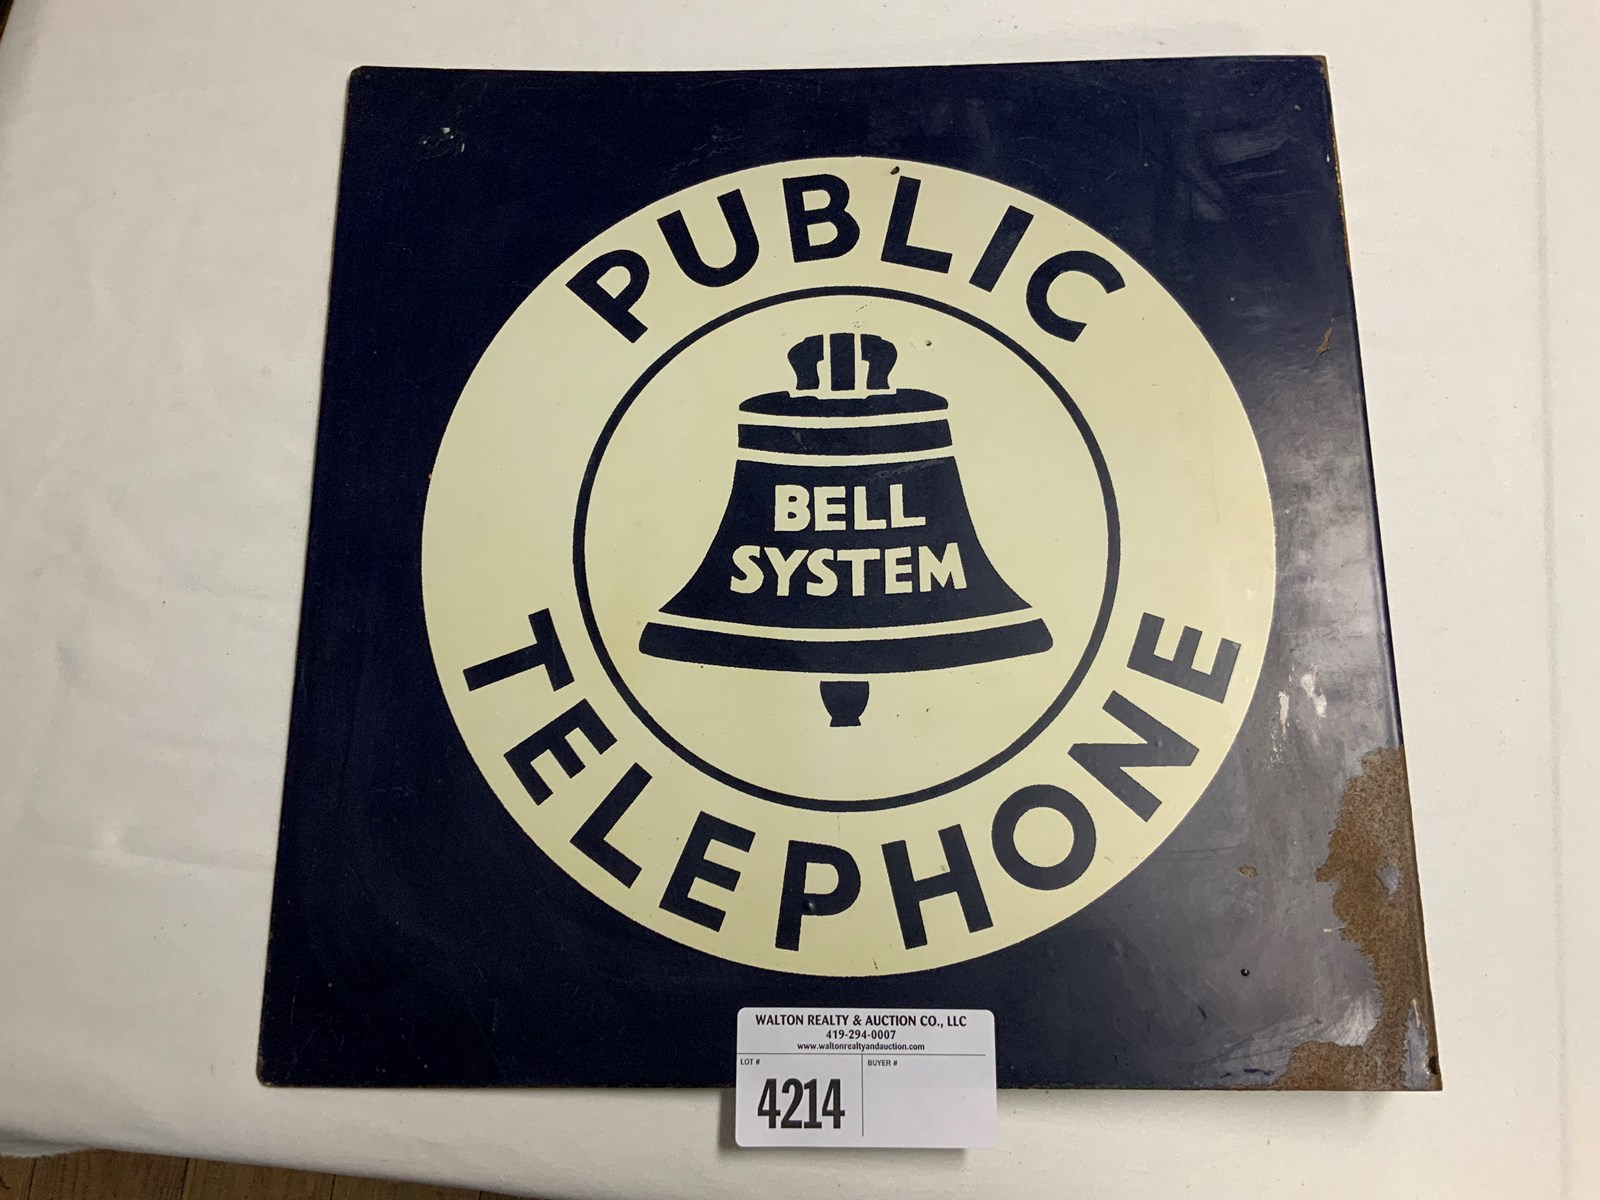 PUBLIC
BELL
SYSTEM
TELEPHONE
WALTON REALTY & AUCTION CO., LLC
419-294-0007
www.waltonrealtyandauction.com
LOT # BUYER #
4214